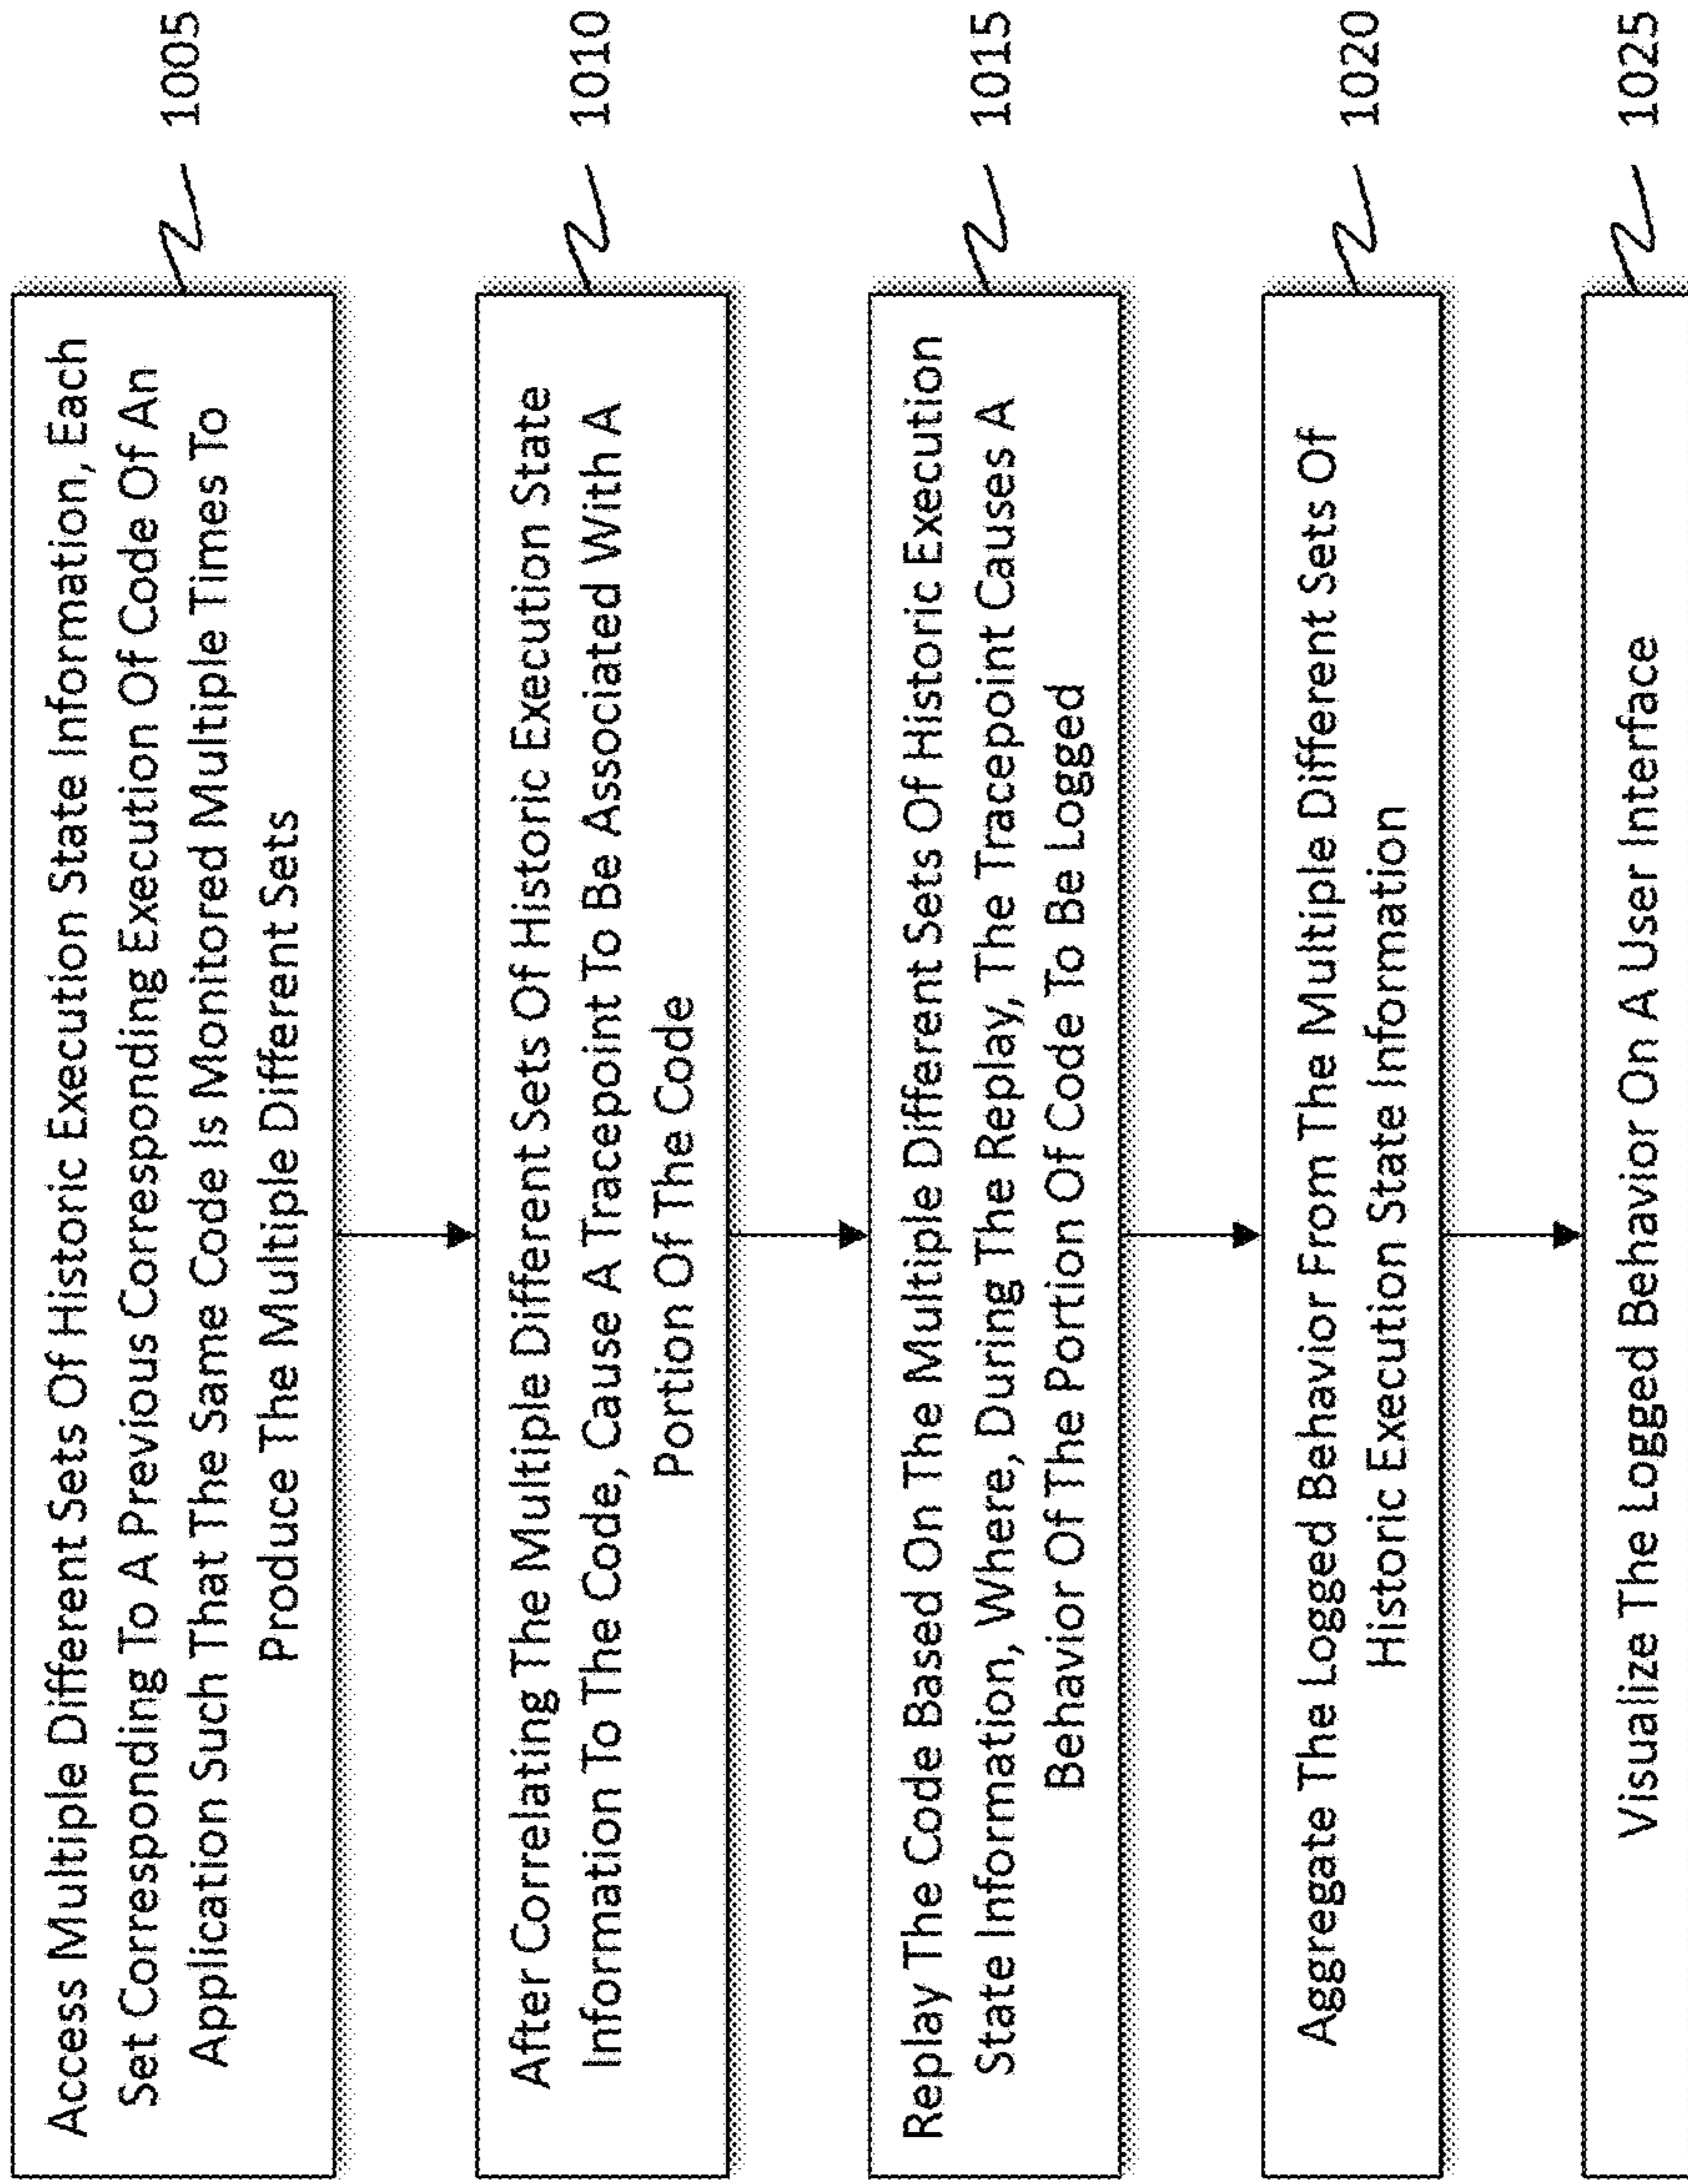 Access Multiple Different Sets Of Historic Execution State Information, Each
Set Corresponding To A Previous Corresponding Execution Of Code Of An
Application Such That The Same Code Is Monitored Multiple Times To
Produce The Multiple Different Sets
1005
After Correlating The Multiple Different Sets Of Historic Execution State
Information To The Code, Cause A Tracepoint To Be Associated With A
Portion Of The Code
1010
Replay The Code Based On The Multiple Different Sets Of Historic Execution
State Information, Where, During The Replay, The Tracepoint Causes A
Behavior Of The Portion Of Code To Be Logged
1015
Aggregate The Logged Behavior From The Multiple Different Sets Of
Historic Execution State Information
1020
Visualize The Logged Behavior On A User Interface
1025